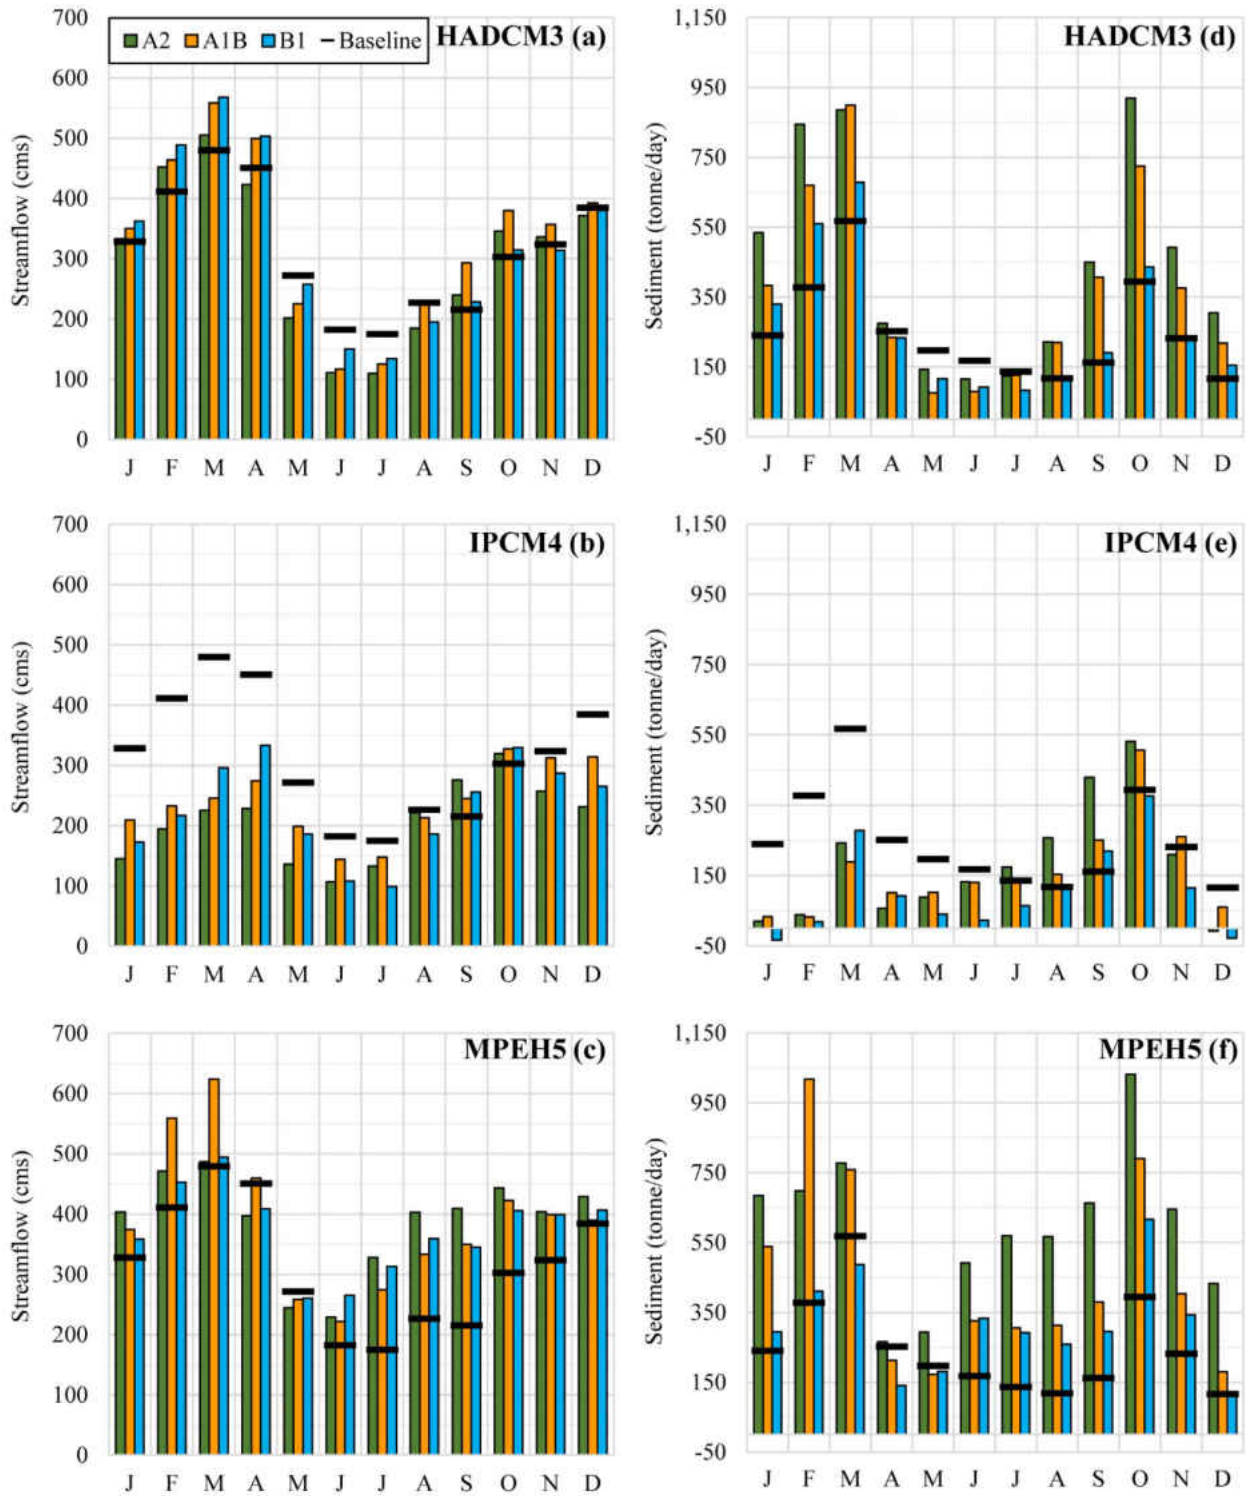 A2 A1B B1 Baseline
HADCM3 (a)
Streamflow (cms)
700
600
500
400
300
200
100
0
J F M A M J J A S O N D
HADCM3 (d)
Sediment (tonne/day)
1,150
950
750
550
350
150
-50
J F M A M J J A S O N D
IPCM4 (b)
Streamflow (cms)
700
600
500
400
300
200
100
0
J F M A M J J A S O N D
IPCM4 (e)
Sediment (tonne/day)
1,150
950
750
550
350
150
-50
J F M A M J J A S O N D
MPEH5 (c)
Streamflow (cms)
700
600
500
400
300
200
100
0
J F M A M J J A S O N D
MPEH5 (f)
Sediment (tonne/day)
1,150
950
750
550
350
150
-50
J F M A M J J A S O N D